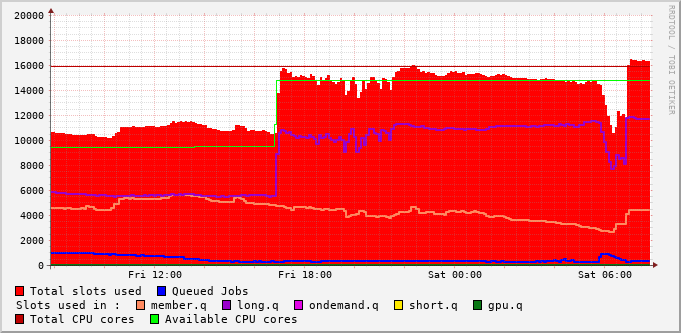 20000
18000
16000
14000
12000
10000
8000
6000
4000
2000
0
Fri 12:00 Fri 18:00 Sat 00:00 Sat 06:00
RRDTOOL / TOBI OETIKER
Total slots used Queued Jobs
Slots used in : member.q long.q ondemand.q short.q gpu.q
Total CPU cores Available CPU cores